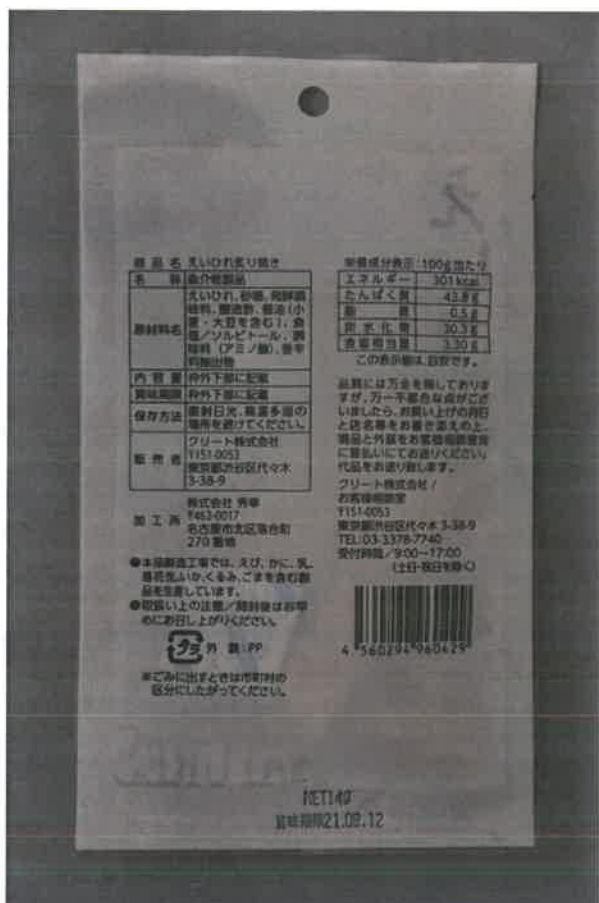 商品名 えいひれ炙り焼き
名称 魚介乾製品
原材料名 えいひれ、砂糖、発酵調
味料、醸造酢、醤油(小
麦・大豆を含む)、食
塩/ソルビトール、調
味料(アミノ酸)、香辛
料抽出物
内容量 枠外下部に記載
賞味期限 枠外下部に記載
保存方法 直射日光、高温多湿の
場所を避けてください。
販売者 クリート株式会社
〒151-0053
東京都渋谷区代々木
3-38-9
加工所 株式会社 秀華
〒462-0017
名古屋市北区落合町
270番地
●本品製造工場では、えび、かに、乳、
落花生、いか、くるみ、ごまを含む製
品を生産しています。
●取扱い上の注意/開封後はお早
めにお召し上がりください。
プラ 外装:PP
※ごみに出すときは市町村の
区分にしたがってください。
栄養成分表示:100g当たり
エネルギー 301kcal
たんぱく質 43.8g
脂質 0.5g
炭水化物 30.3g
食塩相当量 3.30g
この表示値は、目安です。
品質には万全を期しておりま
すが、万一不都合な点がござ
いましたら、お買い上げの月日
と店名等をお書き添えの上、
現品と外装をお客様相談室宛
に着払いにてお送りください。
代品をお送り致します。
クリート株式会社/
お客様相談室
〒151-0053
東京都渋谷区代々木 3-38-9
TEL:03-3378-7740
受付時間/9:00~17:00
(土日・祝日を除く)
4 560294 960429
NET14g
賞味期限21.09.12